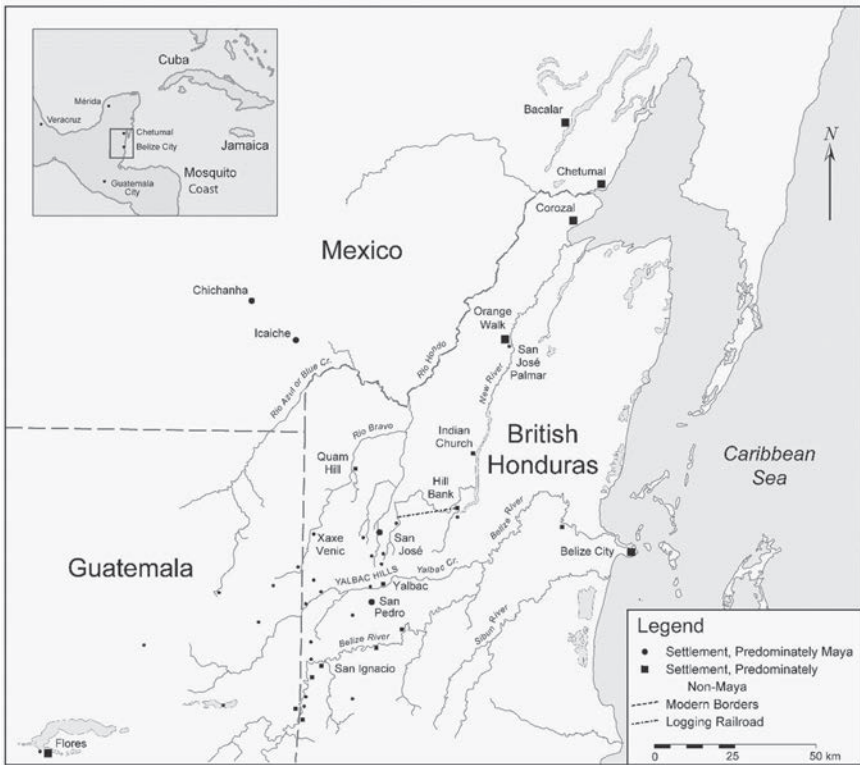 Cuba
Mérida
Veracruz
Chetumal
Belize City
Jamaica
Mosquito
Coast
Guatemala
City
N
Bacalar
Chetumal
Corozal
Mexico
Chichanha
Icaiche
Orange
Walk
San
José
Palmar
Rio Azul or Blue Cr.
Rio Hondo
New River
Rio Bravo
Indian
Church
British
Honduras
Quam
Hill
Hill
Bank
Caribbean
Sea
Belize River
Xaxe
Venic
San
José
Belize City
Guatemala
YALBAC HILLS
Yalbac Cr.
Yalbac
San
Pedro
Sibun River
Belize River
San Ignacio
Flores
Legend
Settlement, Predominately Maya
Settlement, Predominately
Non-Maya
Modern Borders
Logging Railroad
0 25 50 km